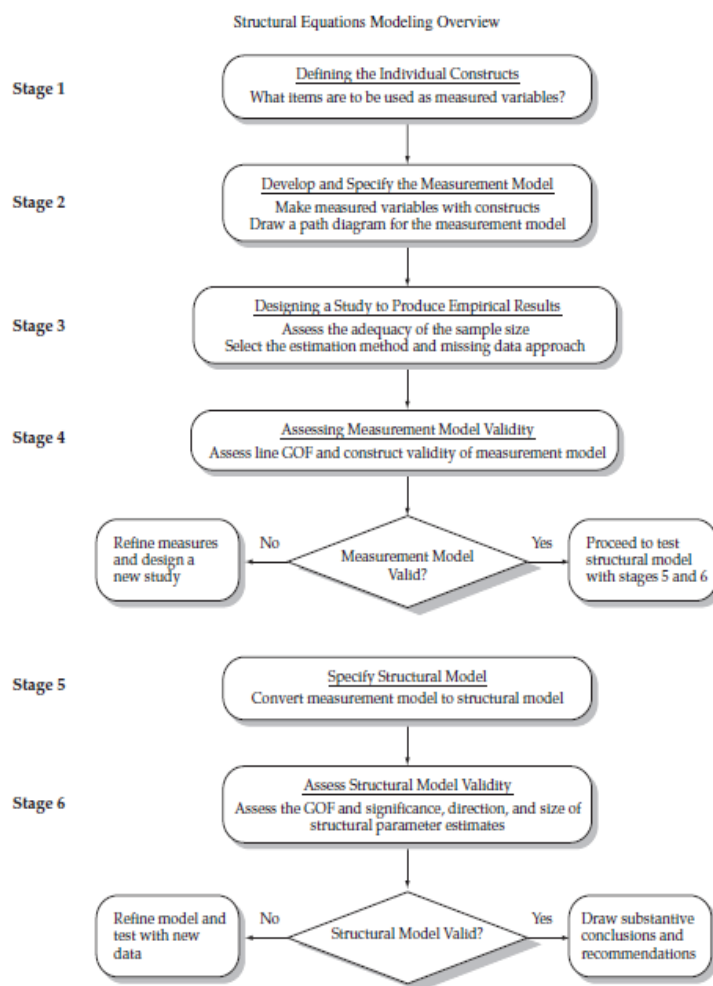 Structural Equations Modeling Overview
Stage 1
Defining the Individual Constructs
What items are to be used as measured variables?
Stage 2
Develop and Specify the Measurement Model
Make measured variables with constructs
Draw a path diagram for the measurement model
Stage 3
Designing a Study to Produce Empirical Results
Assess the adequacy of the sample size
Select the estimation method and missing data approach
Stage 4
Assessing Measurement Model Validity
Assess line GOF and construct validity of measurement model
Refine measures
and design a
new study
No
Measurement Model
Valid?
Yes
Proceed to test
structural model
with stages 5 and 6
Stage 5
Specify Structural Model
Convert measurement model to structural model
Stage 6
Assess Structural Model Validity
Assess the GOF and significance, direction, and size of
structural parameter estimates
Refine model and
test with new
data
No
Structural Model Valid?
Yes
Draw substantive
conclusions and
recommendations